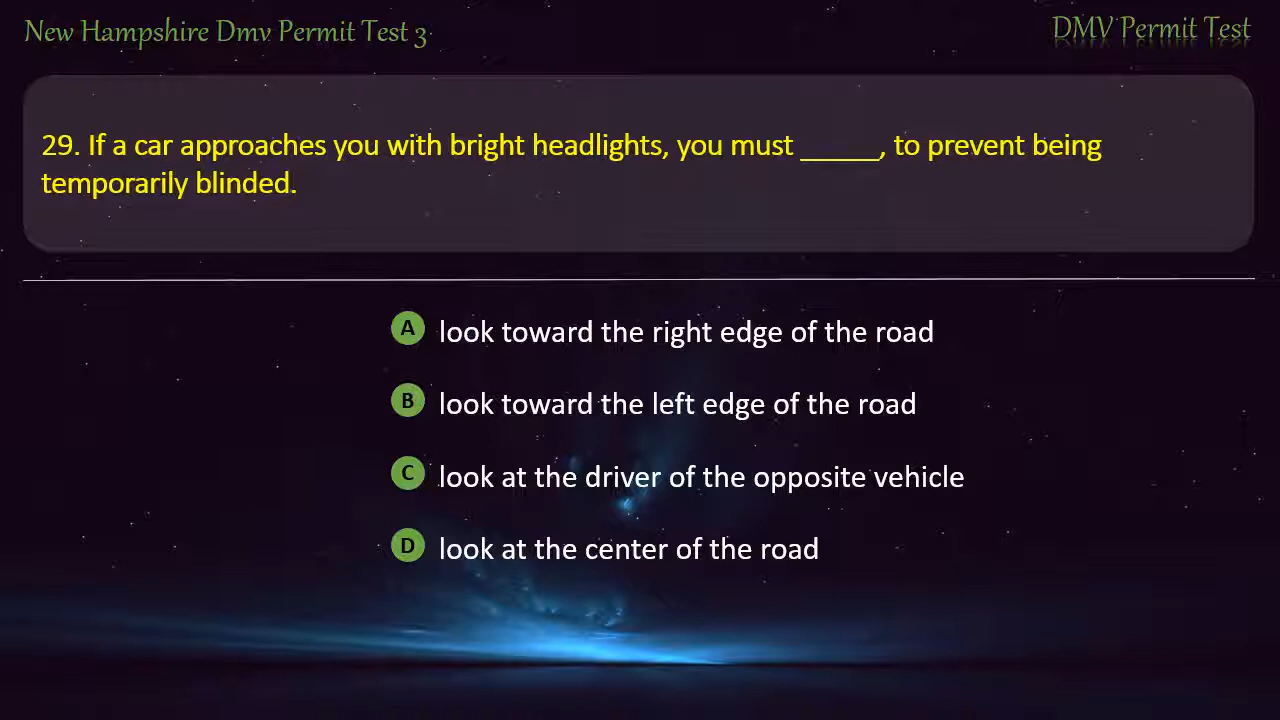 New Hampshire Dmv Permit Test 3
DMV Permit Test
29. If a car approaches you with bright headlights, you must _____, to prevent being
temporarily blinded.
A look toward the right edge of the road
B look toward the left edge of the road
C look at the driver of the opposite vehicle
D look at the center of the road